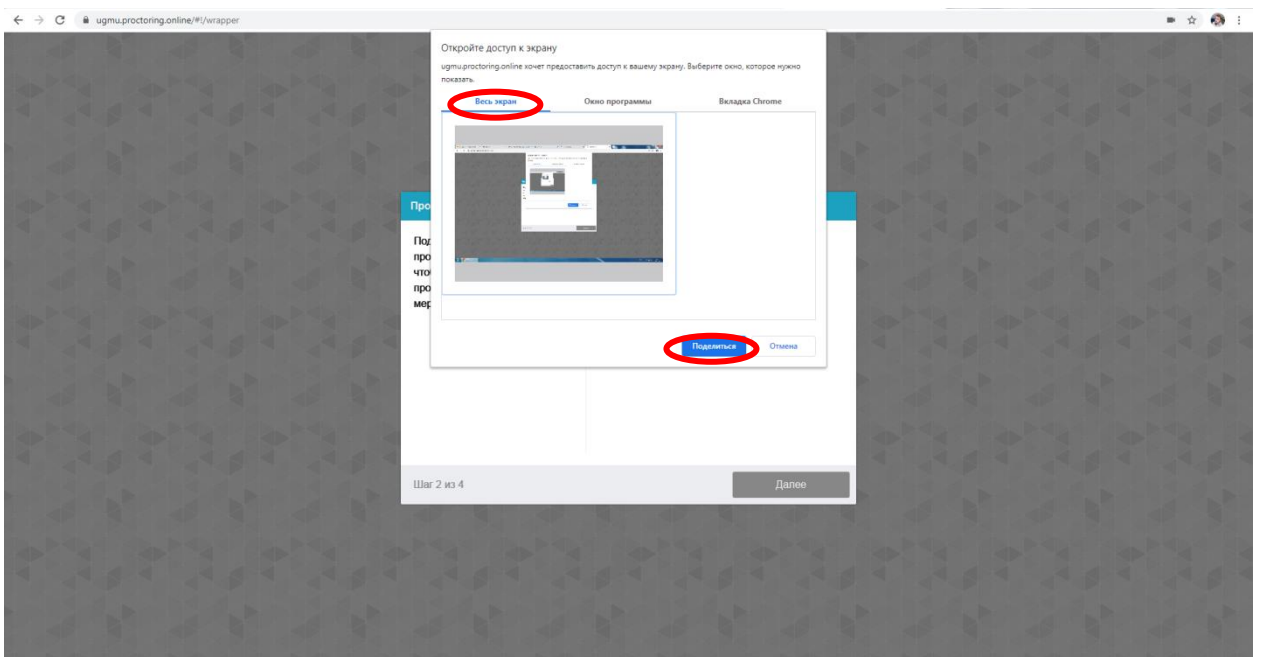 ugmu.proctoring.online/#!/wrapper
Откройте доступ к экрану
ugmu.proctoring.online хочет предоставить доступ к вашему экрану. Выберите окно, которое нужно
показать.
Весь экран Окно программы Вкладка Chrome
Про
Под
про
что
про
мер
Поделиться Отмена
Шаг 2 из 4 Далее